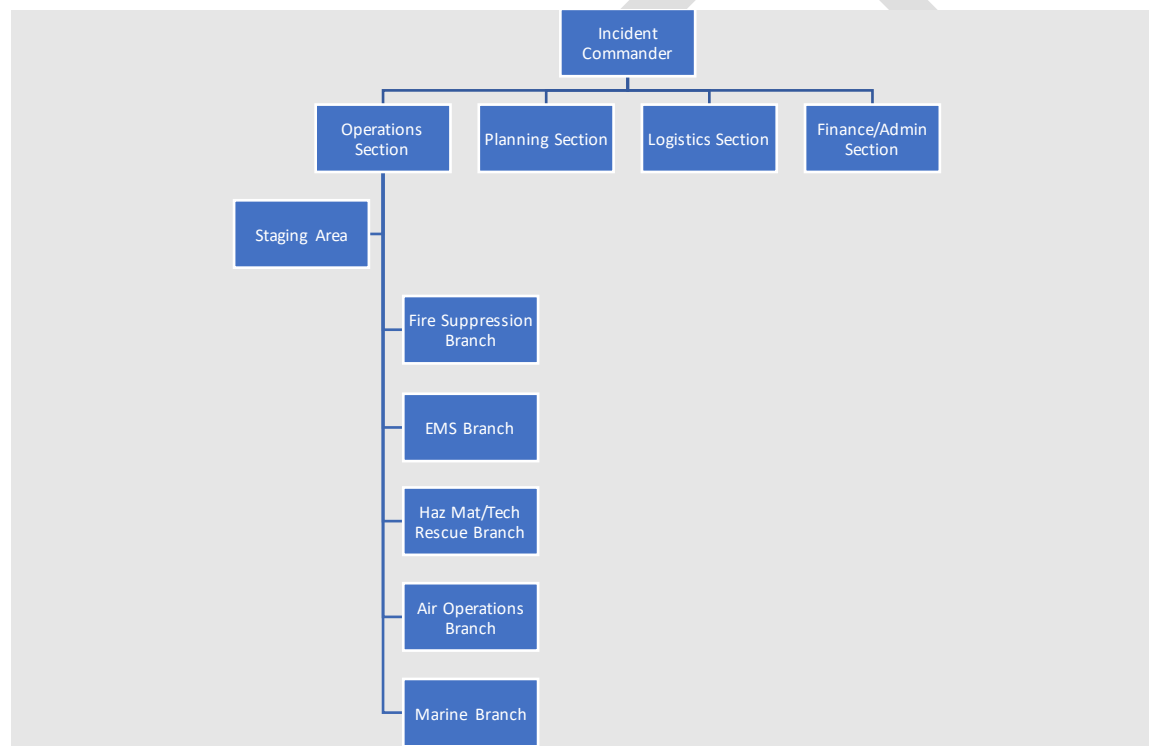 Incident
Commander
Operations
Section
Planning Section
Logistics Section
Finance/Admin
Section
Staging Area
Fire Suppression
Branch
EMS Branch
Haz Mat/Tech
Rescue Branch
Air Operations
Branch
Marine Branch